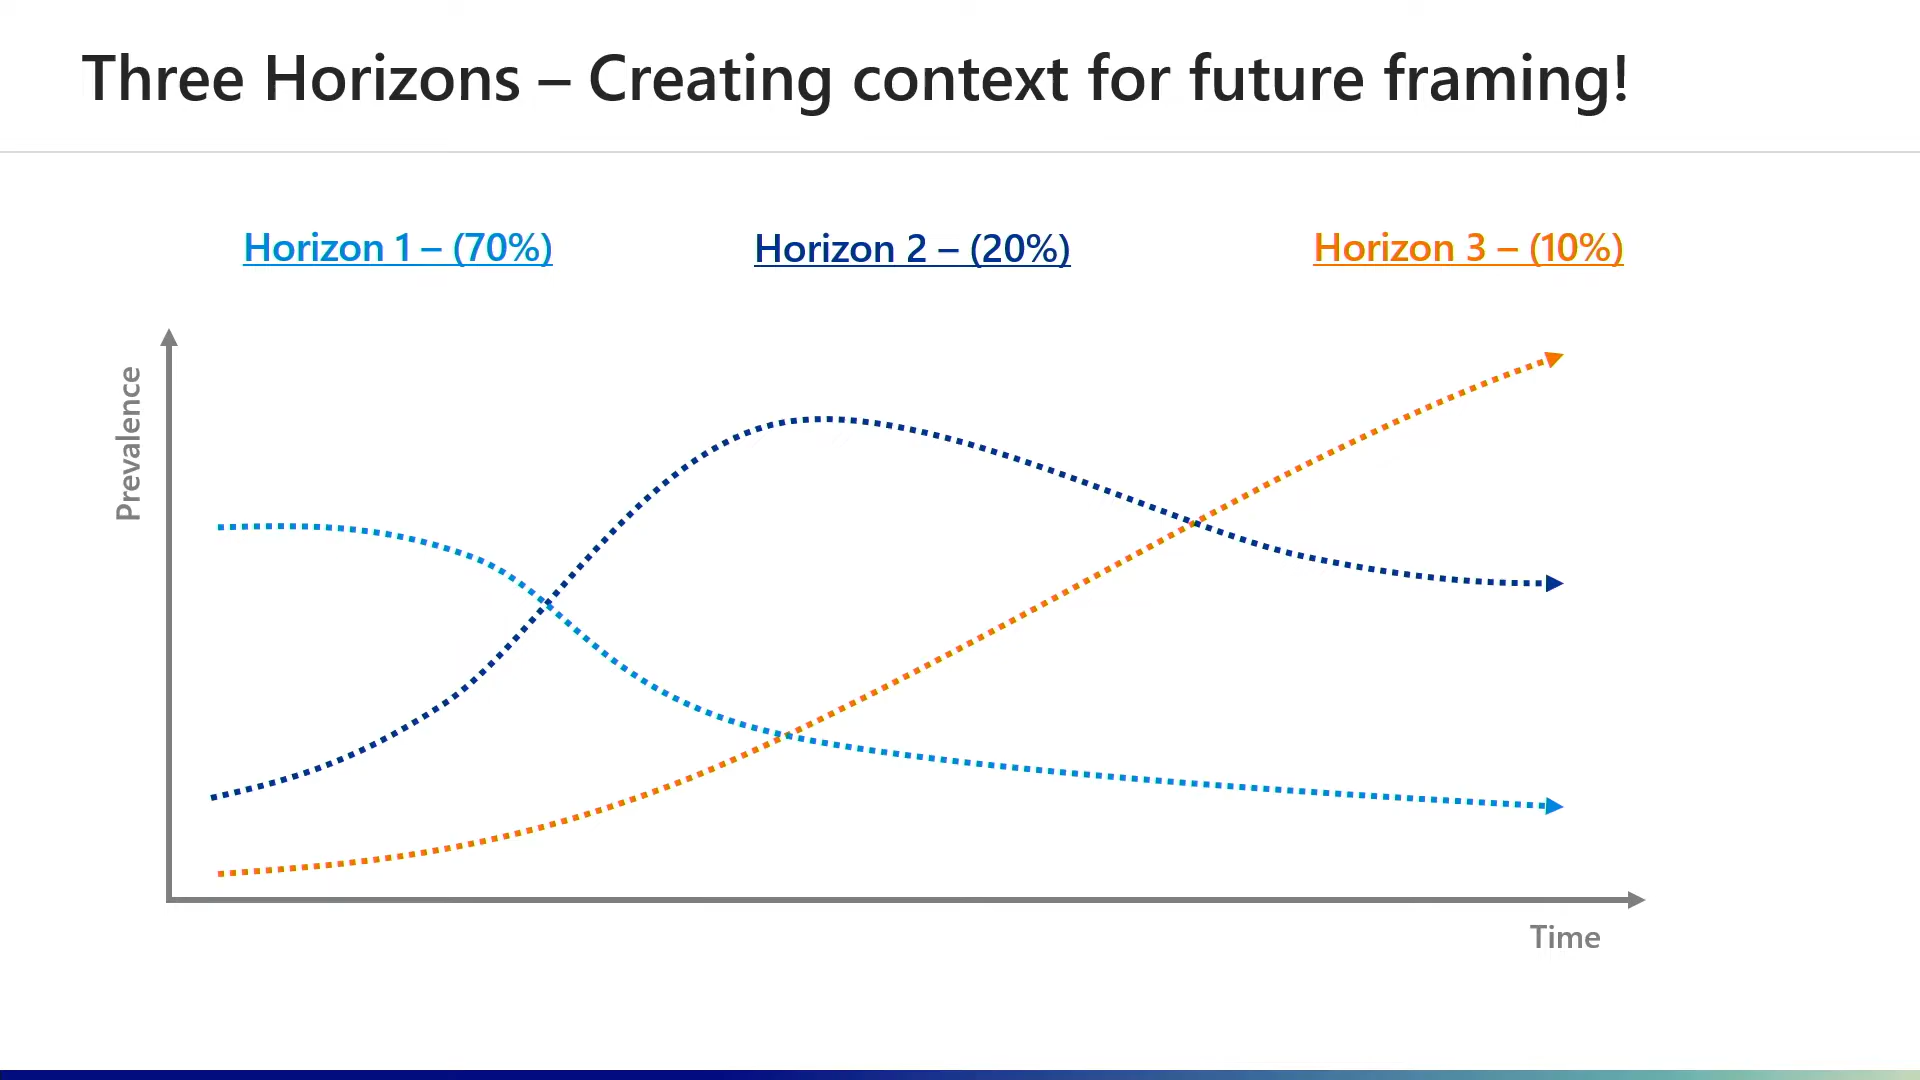 Three Horizons – Creating context for future framing!
Horizon 1 – (70%)
Horizon 2 – (20%)
Horizon 3 – (10%)
Prevalence
Time